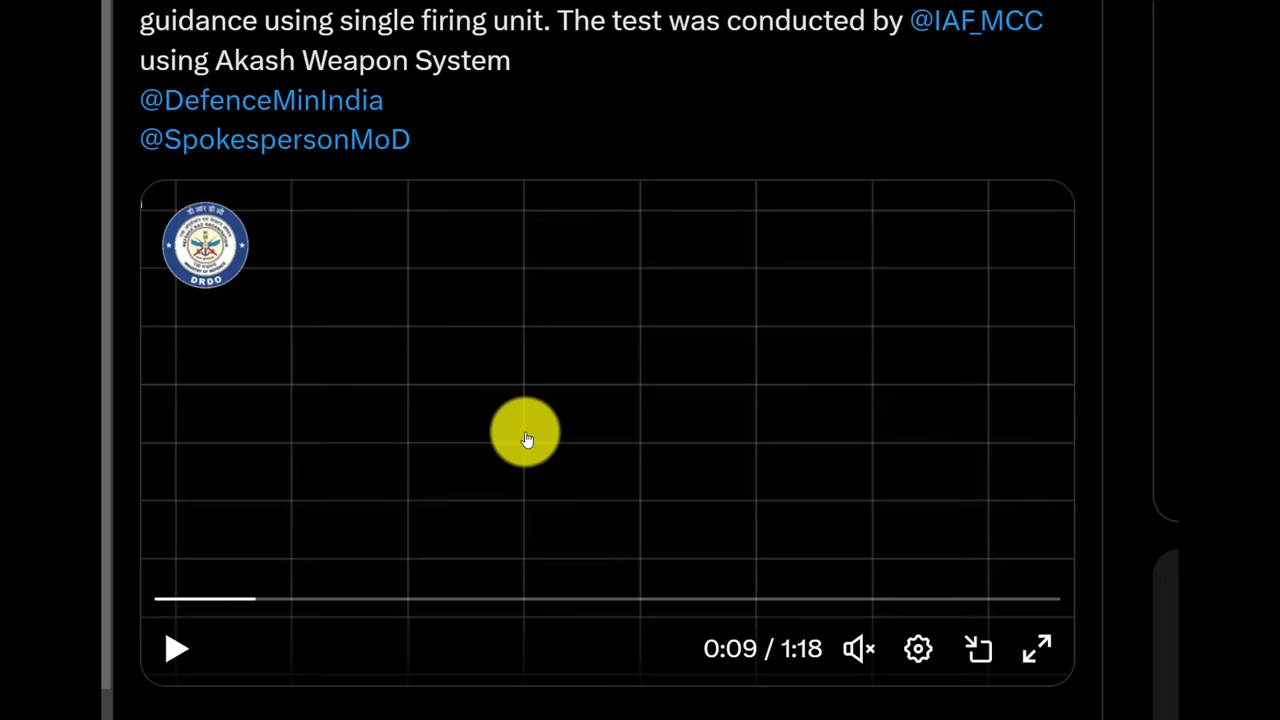 guidance using single firing unit. The test was conducted by @IAF_MCC
using Akash Weapon System
@DefenceMinIndia
@SpokespersonMoD
DRDO
0:09 / 1:18